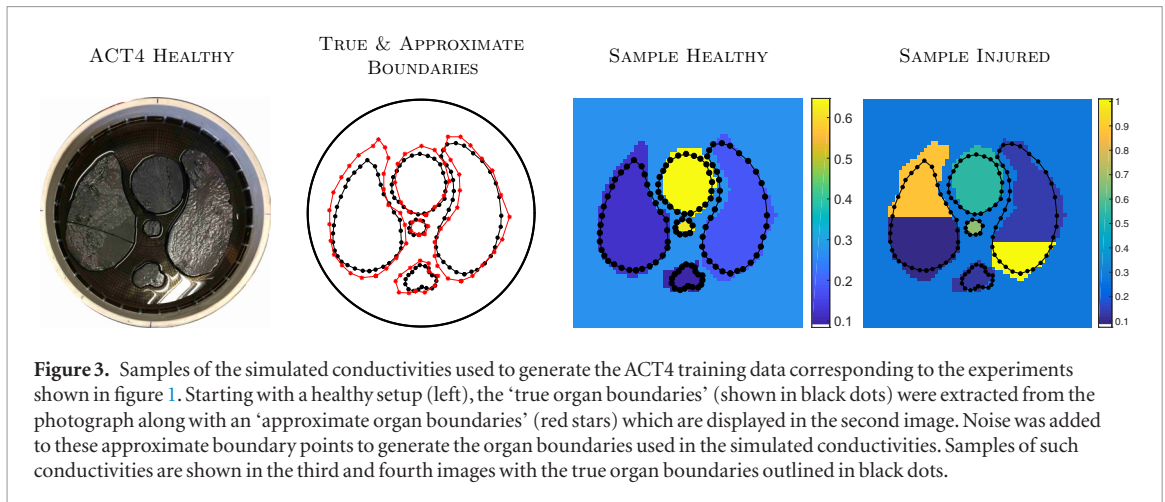 ACT4 HEALTHY
TRUE & APPROXIMATE
BOUNDARIES
SAMPLE HEALTHY
SAMPLE INJURED
0.6
0.5
0.4
0.3
0.2
0.1
1
0.9
0.8
0.7
0.6
0.5
0.4
0.3
0.2
0.1
Figure 3. Samples of the simulated conductivities used to generate the ACT4 training data corresponding to the experiments
shown in figure 1. Starting with a healthy setup (left), the ‘true organ boundaries’ (shown in black dots) were extracted from the
photograph along with an ‘approximate organ boundaries’ (red stars) which are displayed in the second image. Noise was added
to these approximate boundary points to generate the organ boundaries used in the simulated conductivities. Samples of such
conductivities are shown in the third and fourth images with the true organ boundaries outlined in black dots.